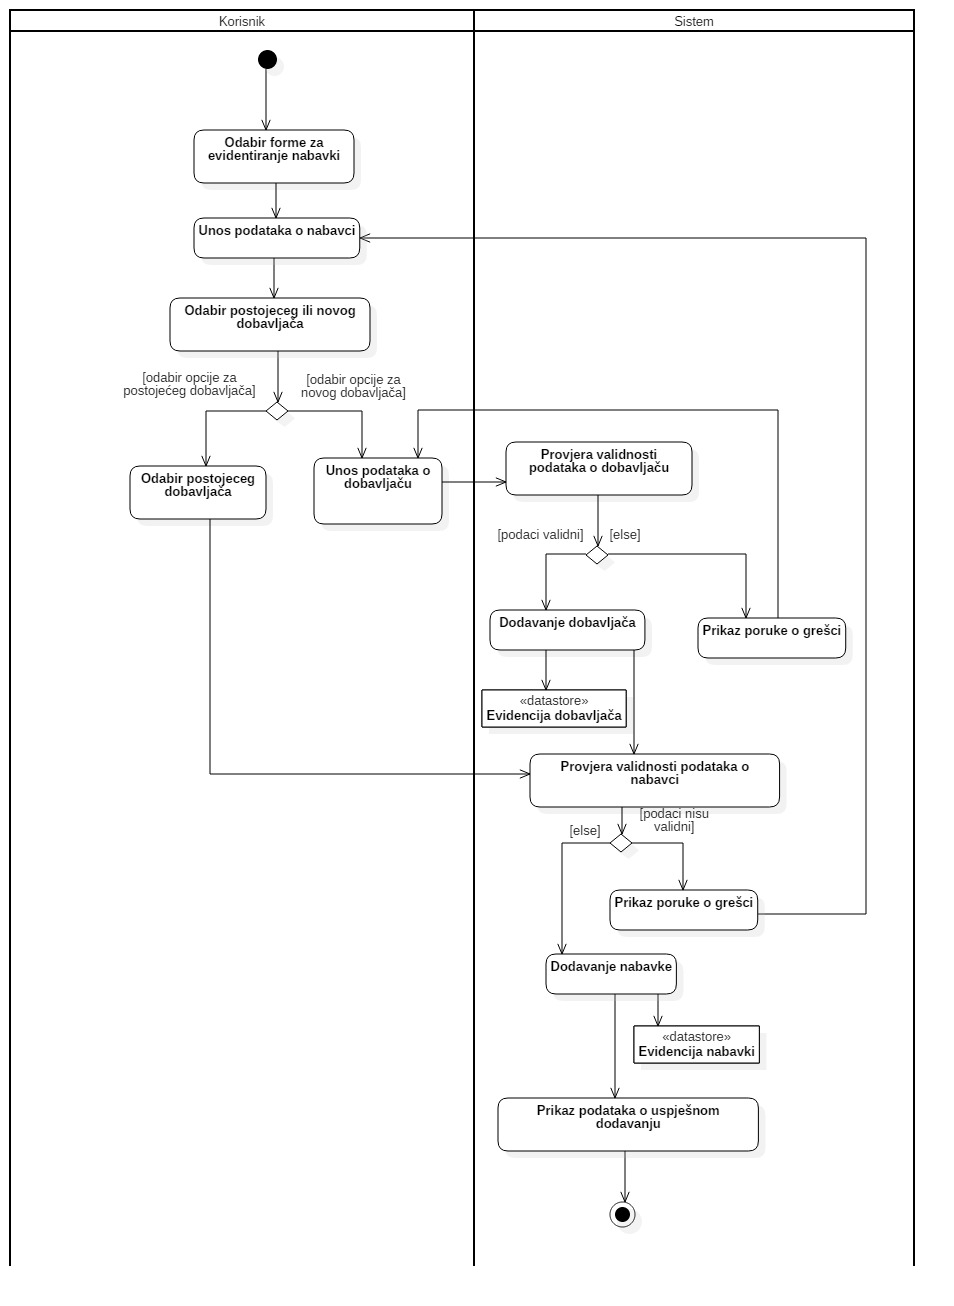 Korisnik
Sistem
Odabir forme za
evidentiranje nabavki
Unos podataka o nabavci
Odabir postojeceg ili novog
dobavljača
[odabir opcije za
postojećeg dobavljača]
[odabir opcije za
novog dobavljača]
Odabir postojeceg
dobavljača
Unos podataka o
dobavljaču
Provjera validnosti
podataka o dobavljaču
[podaci validni]
[else]
Dodavanje dobavljača
Prikaz poruke o grešci
«datastore»
Evidencija dobavljača
Provjera validnosti podataka o
nabavci
[else]
[podaci nisu
validni]
Prikaz poruke o grešci
Dodavanje nabavke
«datastore»
Evidencija nabavki
Prikaz podataka o uspješnom
dodavanju